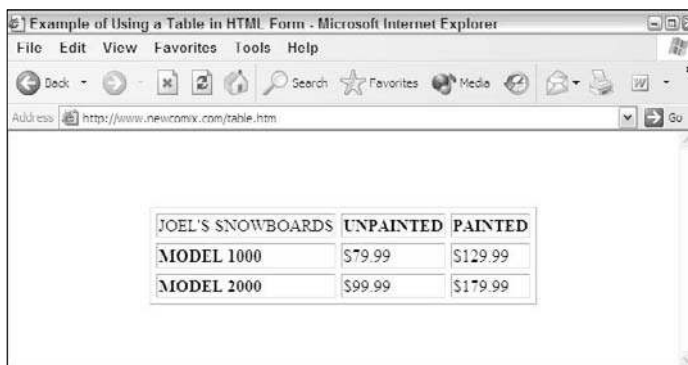 Example of Using a Table in HTML Form - Microsoft Internet Explorer
File Edit View Favorites Tools Help
Back Search Favorites Media
Address http://www.newcomix.com/table.htm Go
JOEL'S SNOWBOARDS UNPAINTED PAINTED
MODEL 1000 $79.99 $129.99
MODEL 2000 $99.99 $179.99